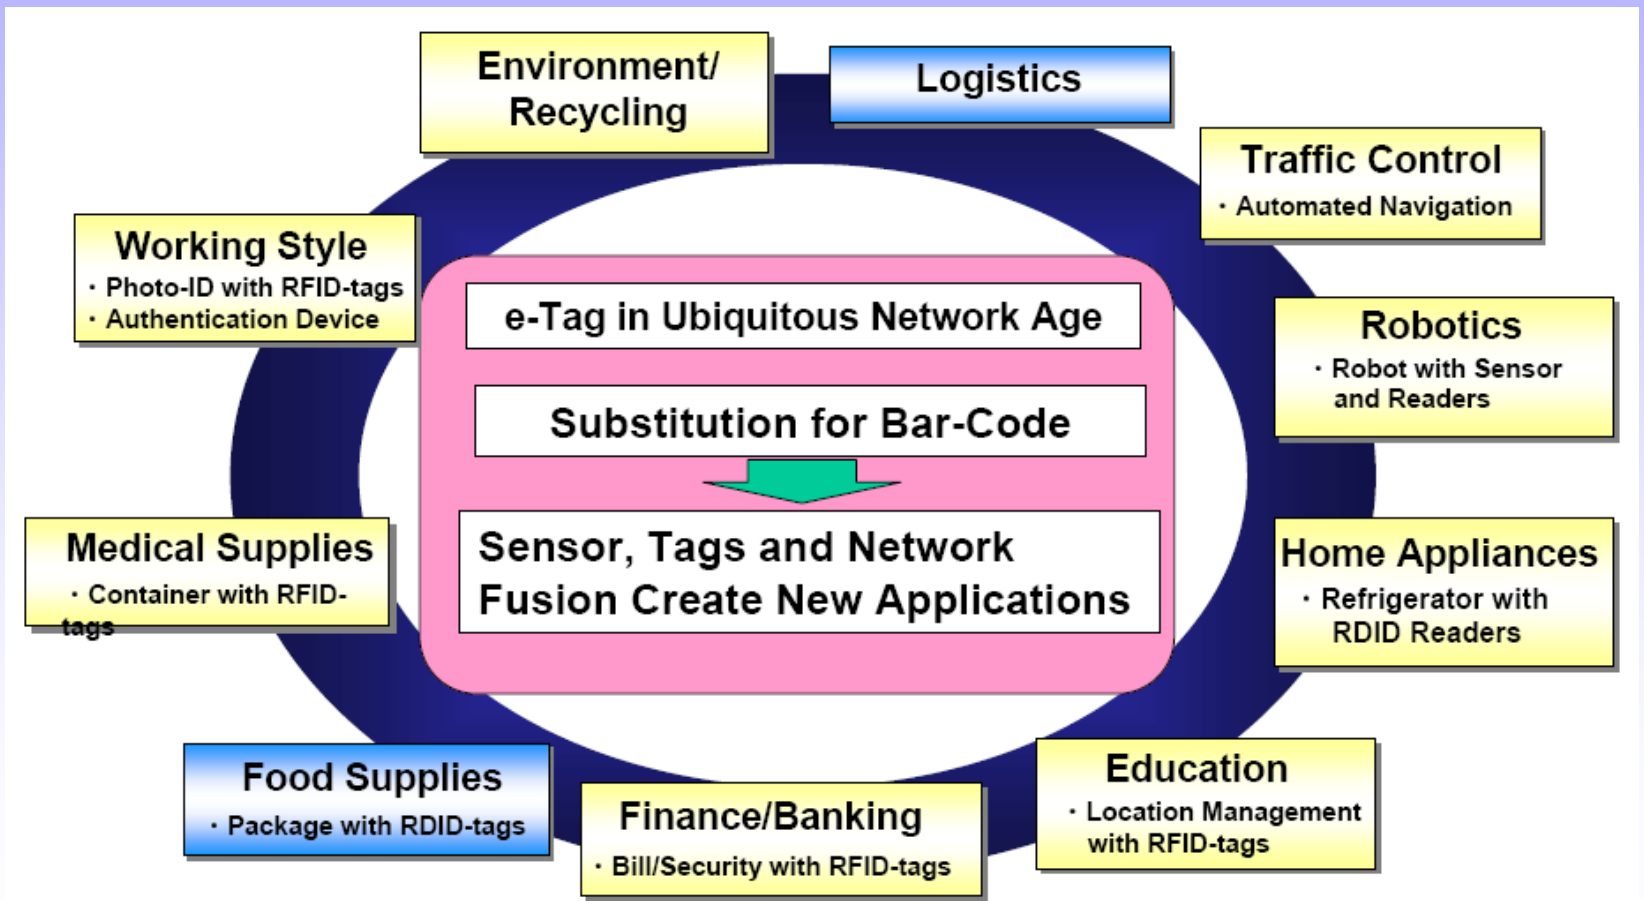 Environment/
Recycling
Logistics
Traffic Control
・Automated Navigation
Working Style
・Photo-ID with RFID-tags
・Authentication Device
Robotics
・Robot with Sensor
and Readers
e-Tag in Ubiquitous Network Age
Substitution for Bar-Code
Sensor, Tags and Network
Fusion Create New Applications
Medical Supplies
・Container with RFID-
tags
Home Appliances
・Refrigerator with
RDID Readers
Food Supplies
・Package with RDID-tags
Finance/Banking
・Bill/Security with RFID-tags
Education
・Location Management
with RFID-tags